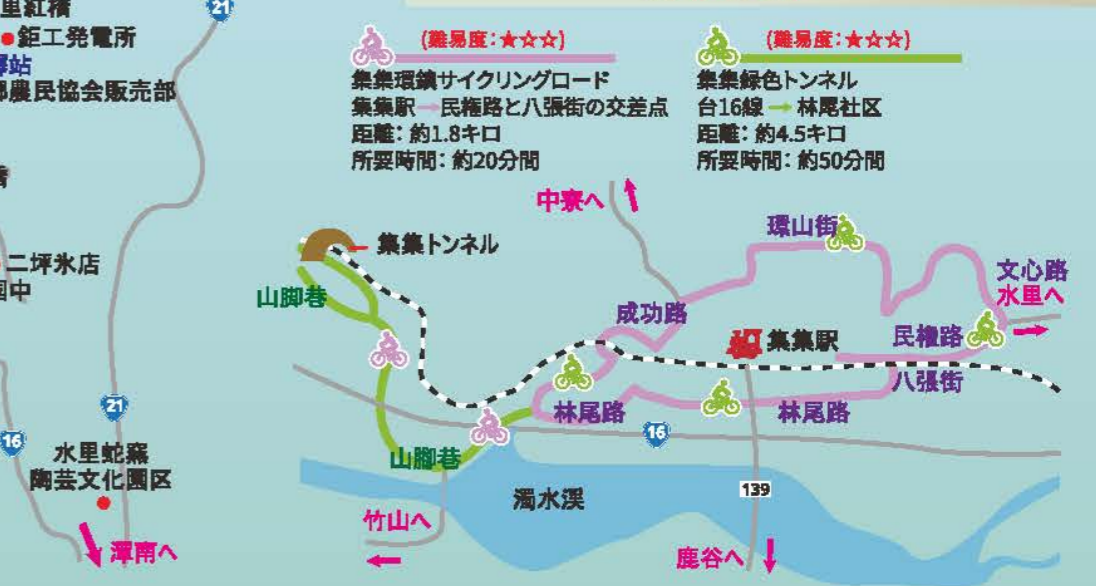 里紅橋
21
鉅工発電所
驛站
農民協会販売部
(難易度:★☆☆)
集集環鎮サイクリングロード
集集駅→民権路と八張街の交差点
距離:約1.8キロ
所要時間:約20分間
(難易度:★☆☆)
集集緑色トンネル
台16線→林尾社区
距離:約4.5キロ
所要時間:約50分間
中寮へ
環山街
集集トンネル
文心路
水里へ
二坪氷店
国中
山脚巷
成功路
集集駅
民権路
八張街
林尾路
林尾路
21
16
16
水里蛇窯
陶芸文化園区
山脚巷
139
濁水渓
竹山へ
潭南へ
鹿谷へ